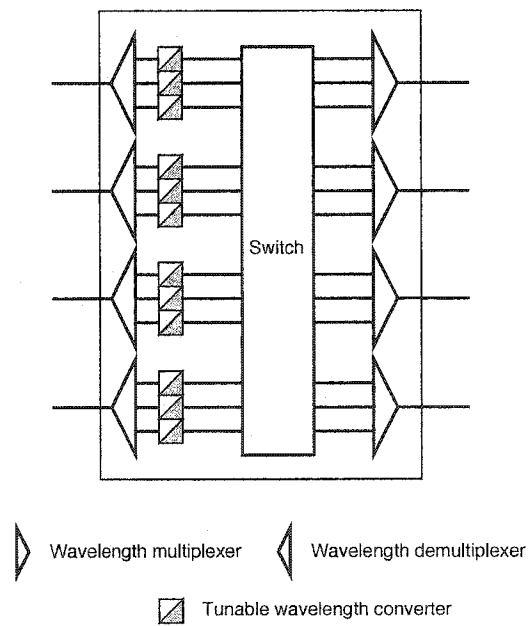 Switch
Wavelength multiplexer
Wavelength demultiplexer
Tunable wavelength converter